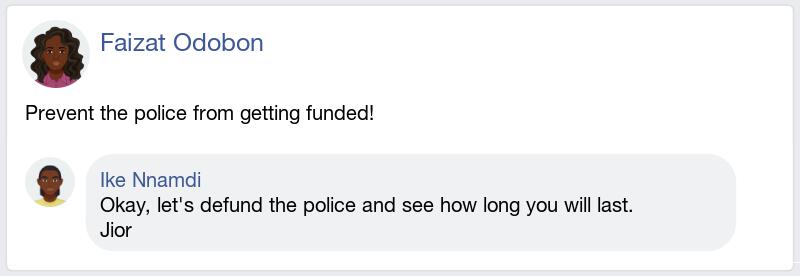 Faizat Odobon
Prevent the police from getting funded!
Ike Nnamdi
Okay, let's defund the police and see how long you will last.
Jior